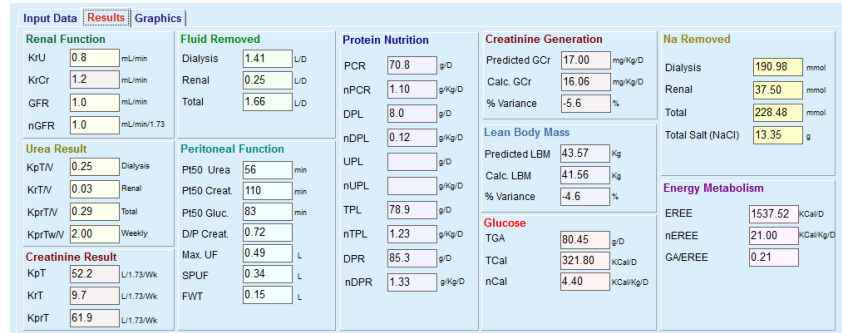 Input Data Results Graphics
Renal Function
KrU 0.8 mL/min
KrCr 1.2 mL/min
GFR 1.0 mL/min
nGFR 1.0 mL/min/1.73
Urea Result
KpT/V 0.25 Dialysis
KrT/V 0.03 Renal
KprT/V 0.29 Total
KprTw/V 2.00 Weekly
Creatinine Result
KpT 52.2 L/1.73/Wk
KrT 9.7 L/1.73/Wk
KprT 61.9 L/1.73/Wk
Fluid Removed
Dialysis 1.41 L/D
Renal 0.25 L/D
Total 1.66 L/D
Peritoneal Function
Pt50 Urea 56 min
Pt50 Creat. 110 min
Pt50 Gluc. 83 min
D/P Creat. 0.72
Max. UF 0.49 L
SPUF 0.34 L
FWT 0.15 L
Protein Nutrition
PCR 70.8 g/D
nPCR 1.10 g/Kg/D
DPL 8.0 g/D
nDPL 0.12 g/Kg/D
UPL g/D
nUPL g/Kg/D
TPL 78.9 g/D
nTPL 1.23 g/Kg/D
DPR 85.3 g/D
nDPR 1.33 g/Kg/D
Creatinine Generation
Predicted GCr 17.00 mg/Kg/D
Calc. GCr 16.06 mg/Kg/D
% Variance -5.6 %
Lean Body Mass
Predicted LBM 43.57 Kg
Calc. LBM 41.56 Kg
% Variance -4.6 %
Glucose
TGA 80.45 g/D
TCal 321.80 KCal/D
nCal 4.40 KCal/Kg/D
Na Removed
Dialysis 190.98 mmol
Renal 37.50 mmol
Total 228.48 mmol
Total Salt (NaCl) 13.35 g
Energy Metabolism
EREE 1537.52 KCal/D
nEREE 21.00 KCal/Kg/D
GA/EREE 0.21